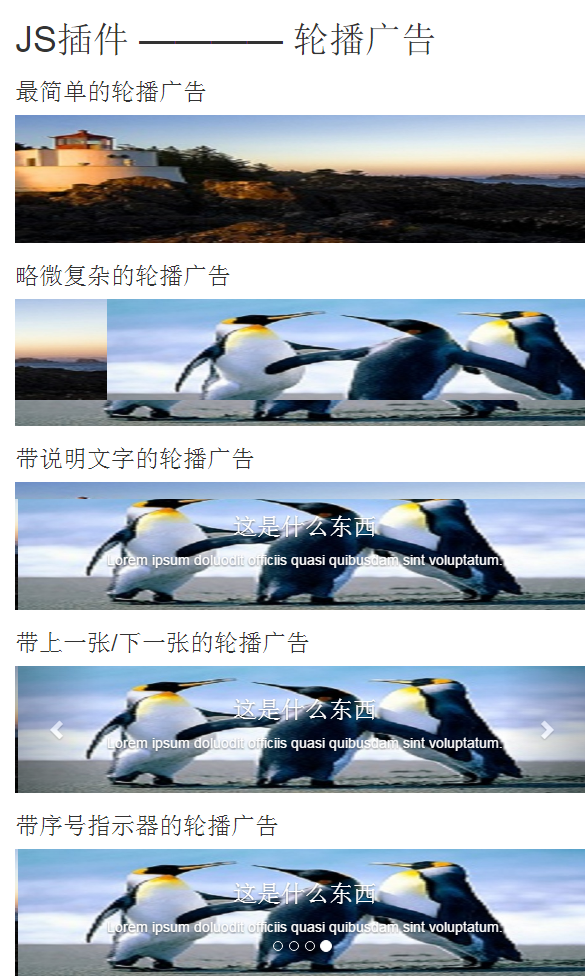 JS插件 ———— 轮播广告
最简单的轮播广告
略微复杂的轮播广告
带说明文字的轮播广告
这是什么东西
Lorem ipsum doluodit officiis quasi quibusdam sint voluptatum.
带上一张/下一张的轮播广告
这是什么东西
Lorem ipsum doluodit officiis quasi quibusdam sint voluptatum.
带序号指示器的轮播广告
这是什么东西
Lorem ipsum doluodit officiis quasi quibusdam sint voluptatum.